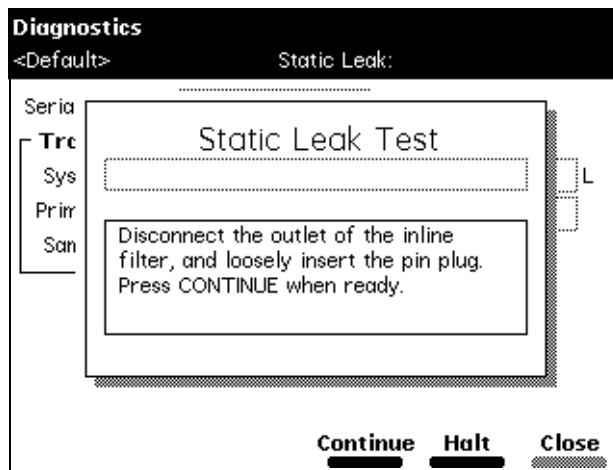 Diagnostics
<Default> Static Leak:
Seria
Static Leak Test
Trc
Sys L
Prim
San
Disconnect the outlet of the inline
filter, and loosely insert the pin plug.
Press CONTINUE when ready.
Continue Halt Close